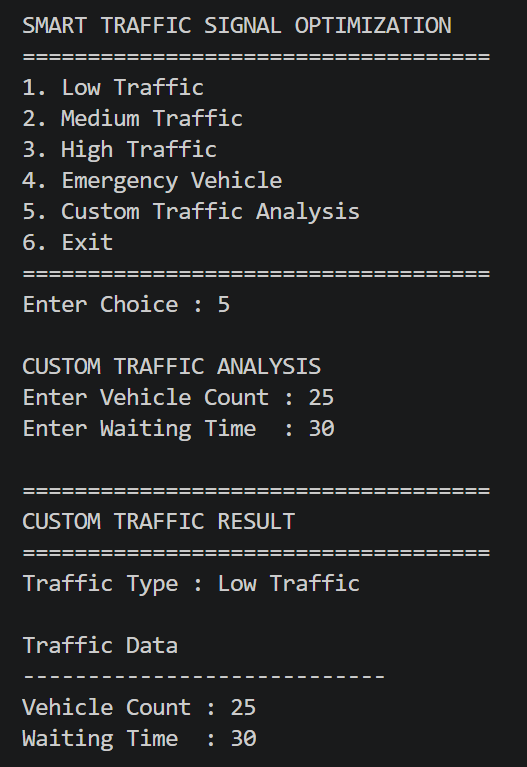 SMART TRAFFIC SIGNAL OPTIMIZATION
====================================
1. Low Traffic
2. Medium Traffic
3. High Traffic
4. Emergency Vehicle
5. Custom Traffic Analysis
6. Exit
====================================
Enter Choice : 5

CUSTOM TRAFFIC ANALYSIS
Enter Vehicle Count : 25
Enter Waiting Time  : 30

====================================
CUSTOM TRAFFIC RESULT
====================================
Traffic Type : Low Traffic

Traffic Data
----------------------------
Vehicle Count : 25
Waiting Time  : 30